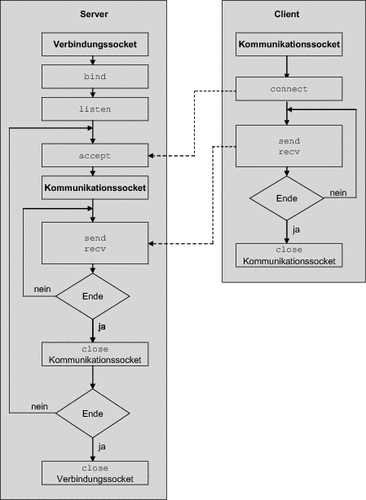 Server
Verbindungssocket
bind
listen
accept
Kommunikationssocket
send
recv
nein
Ende
ja
close
Kommunikationssocket
nein
Ende
ja
close
Verbindungssocket
Client
Kommunikationssocket
connect
send
recv
Ende
nein
ja
close
Kommunikationssocket